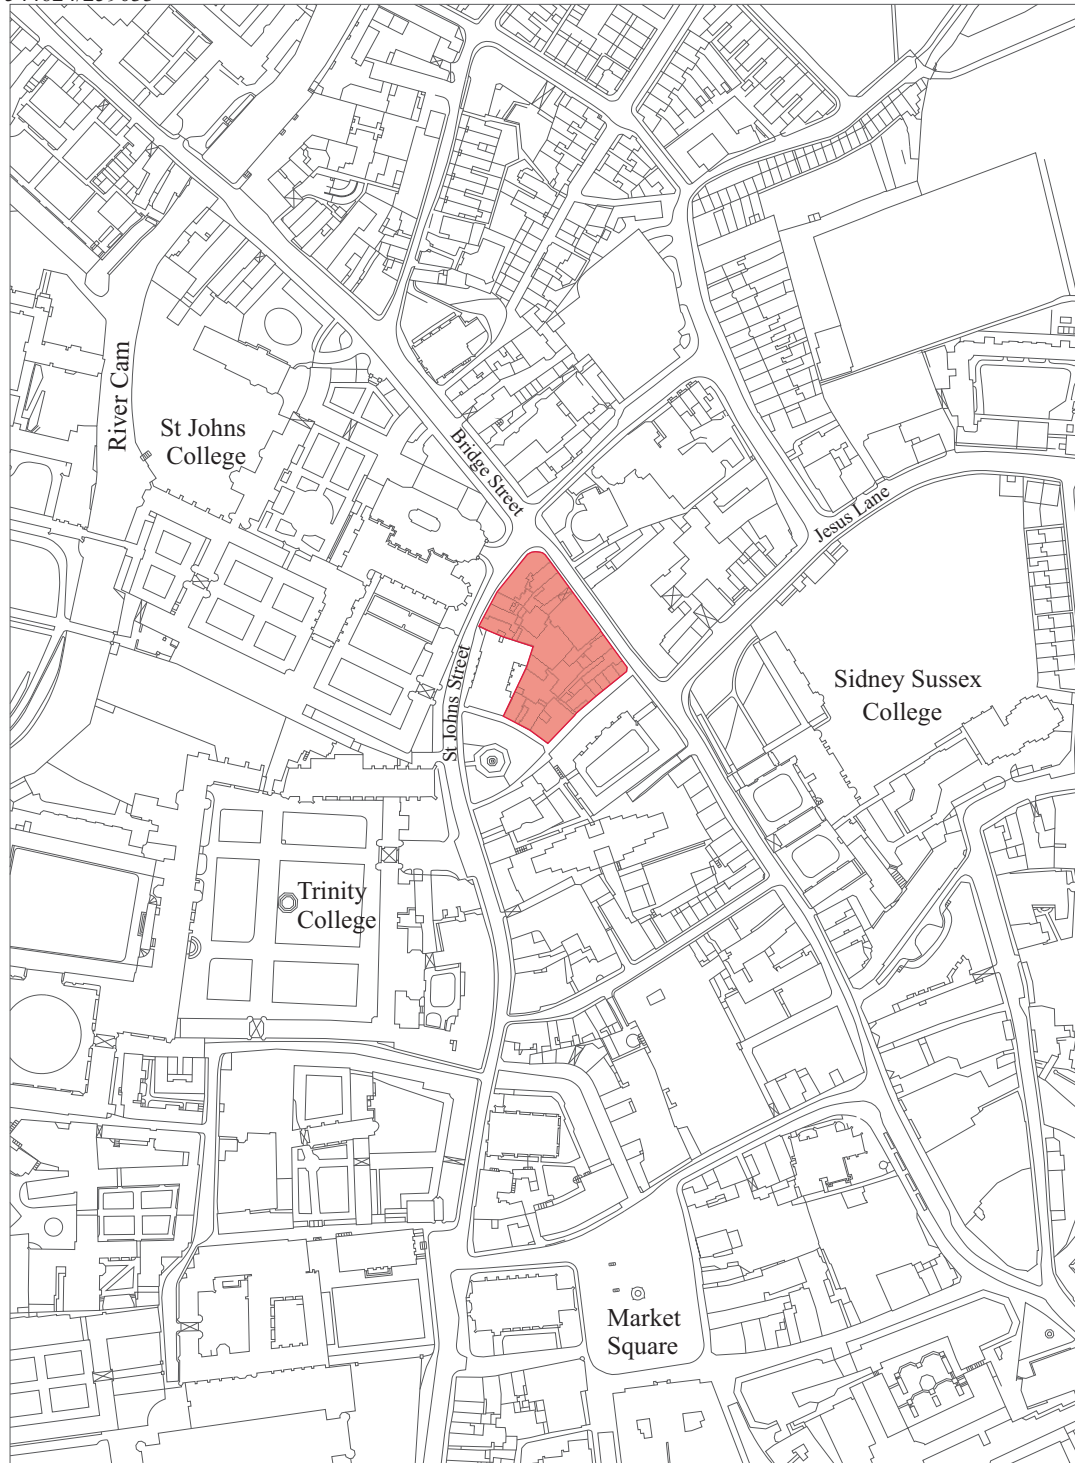 River Cam
St Johns
College
Bridge Street
Jesus Lane
St Johns Street
Sidney Sussex
College
Trinity
College
Market
Square